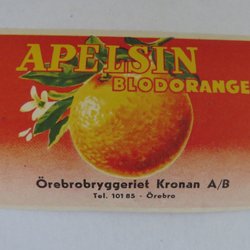 APELSIN
BLODORANGE
Örebrobryggeriet Kronan A/B
Tel. 101 85 - Örebro